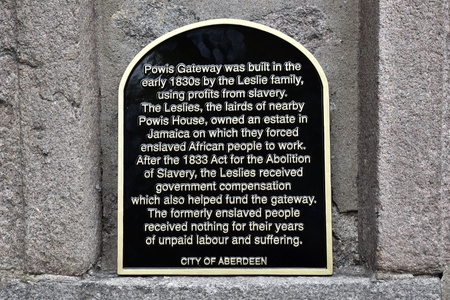 Powis Gateway was built in the
early 1830s by the Leslie family,
using profits from slavery.
The Leslies, the lairds of nearby
Powis House, owned an estate in
Jamaica on which they forced
enslaved African people to work.
After the 1833 Act for the Abolition
of Slavery, the Leslies received
government compensation
which also helped fund the gateway.
The formerly enslaved people
received nothing for their years
of unpaid labour and suffering.
CITY OF ABERDEEN